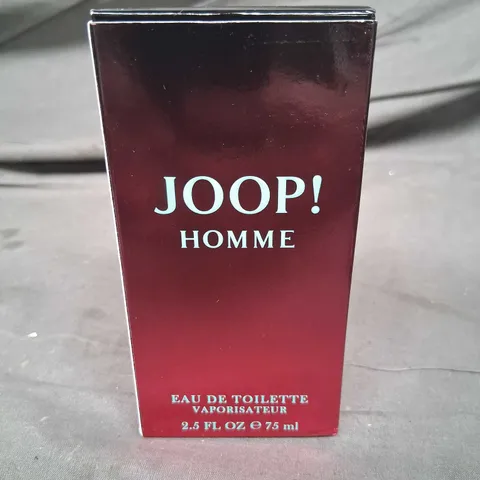 JOOP!
HOMME
EAU DE TOILETTE
VAPORISATEUR
2.5 FL OZ ℮ 75 ml